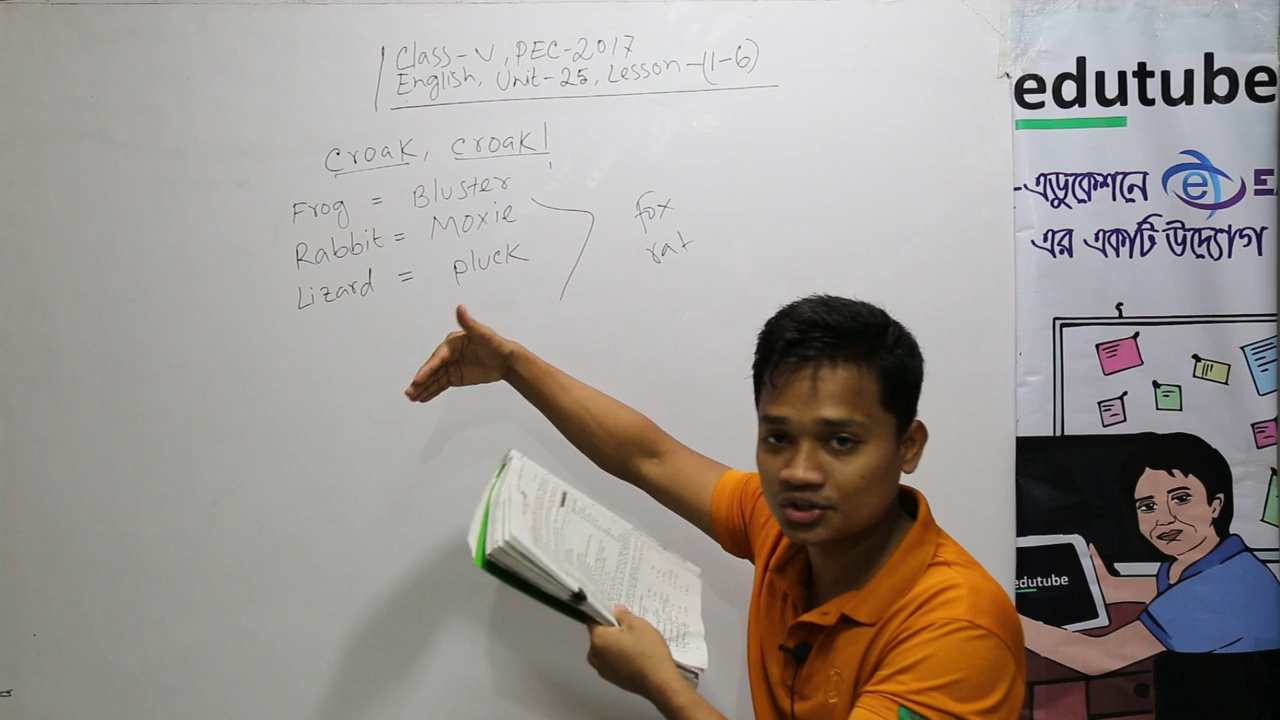 Class-V, PEC-2017
English, Unit-25, Lesson-(1-6)
Croak, croak!
Frog = Bluster
Rabbit = Moxie
Lizard = pluck
fox
rat
edutube
-এডুকেশনে e E
এর একটি উদ্যোগ
edutube